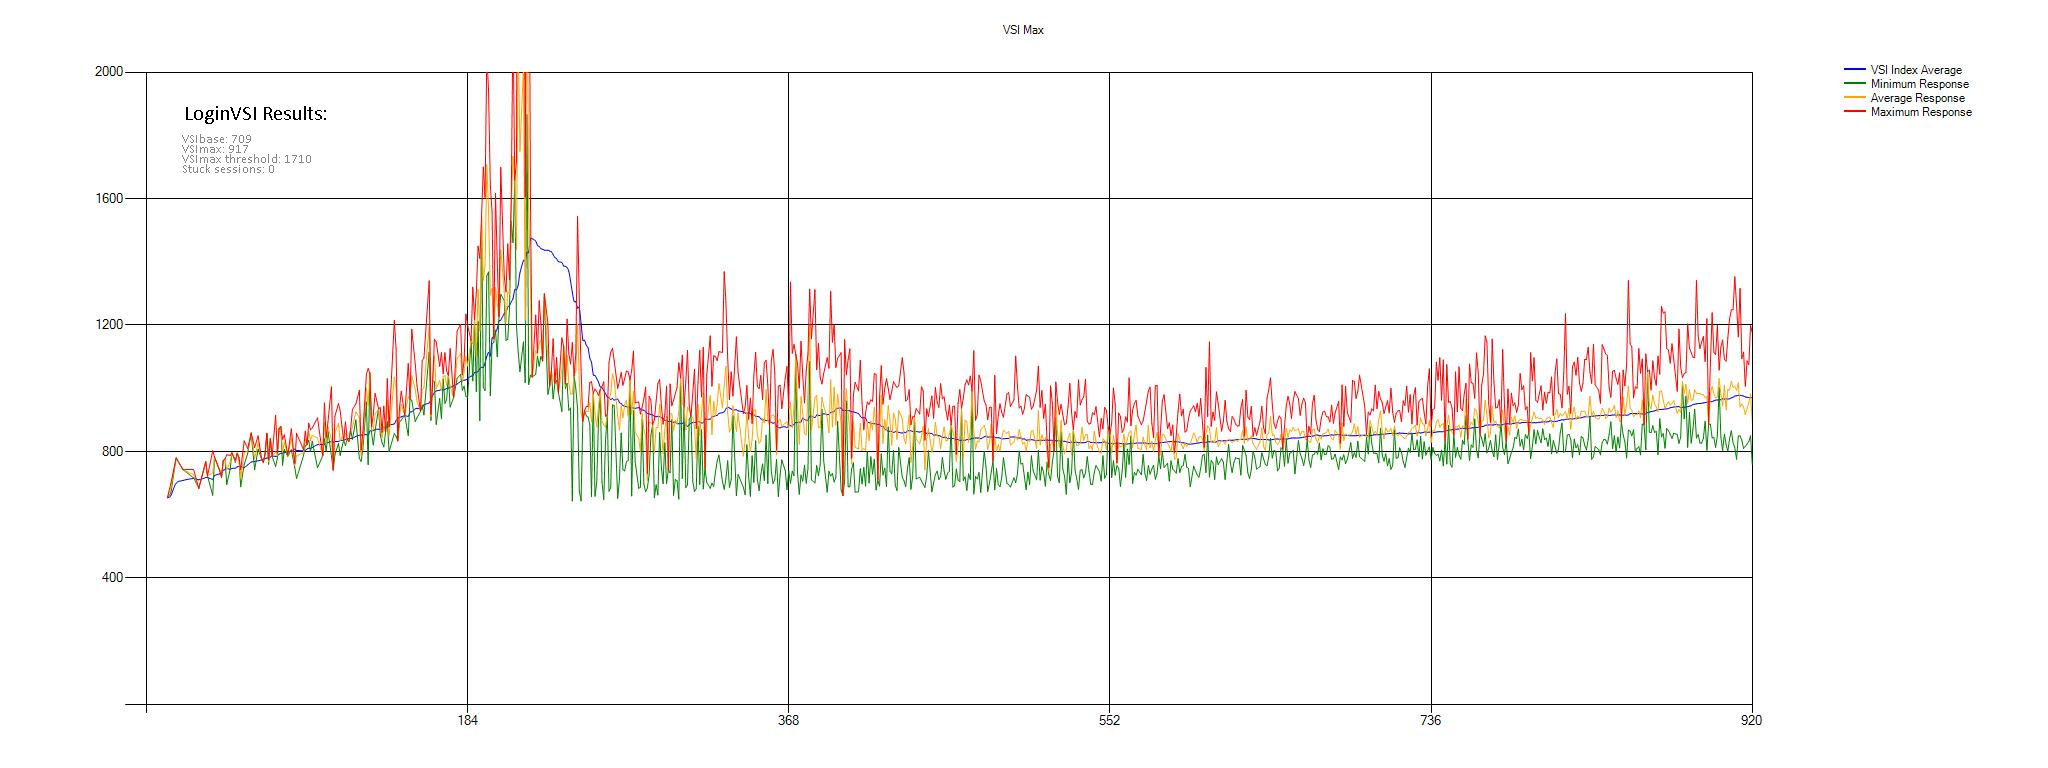 VSI Max
2000
1600
1200
800
400
184
368
552
736
920
LoginVSI Results:
VSIbase: 709
VSImax: 917
VSImax threshold: 1710
Stuck sessions: 0
VSI Index Average
Minimum Response
Average Response
Maximum Response